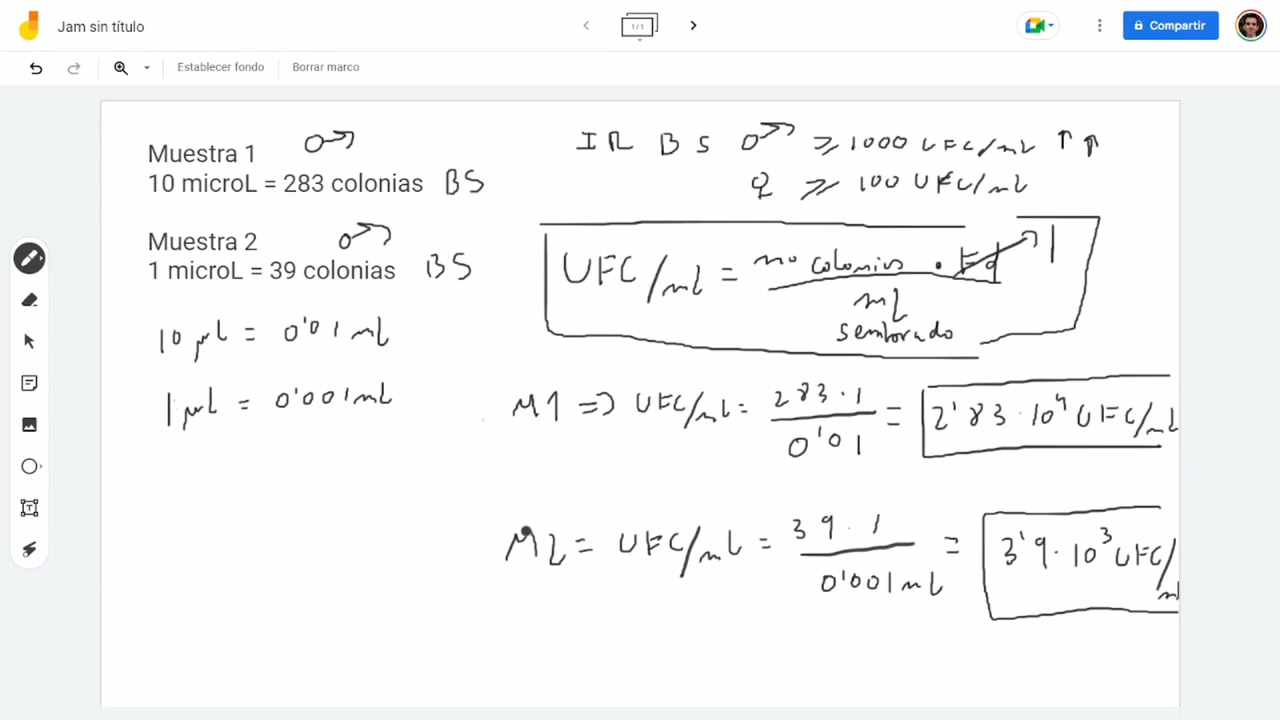 Jam sin título
1/1
Compartir
Establecer fondo
Borrar marco
Muestra 1
10 microL = 283 colonias BS
Muestra 2
1 microL = 39 colonias BS
10 µL = 0'01 mL
1 µL = 0'001 mL
BS ≥ 1000 UFC/mL ↑ ↑
≥ 100 UFC/mL
UFC/mL = no colonias · Fd 1
mL
sembrado
M1 => UFC/mL = 283 · 1 = 2'83 · 10⁴ UFC/mL
0'01
M2 = UFC/mL = 39 · 1 = 3'9 · 10³ UFC/mL
0'001 mL